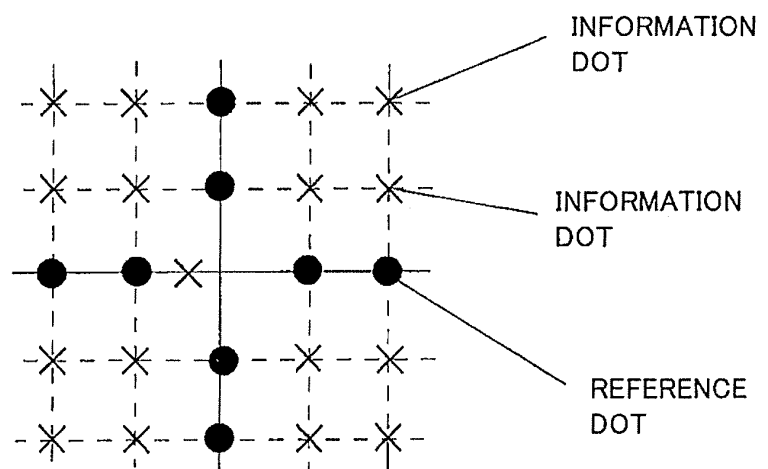 INFORMATION
DOT
INFORMATION
DOT
REFERENCE
DOT